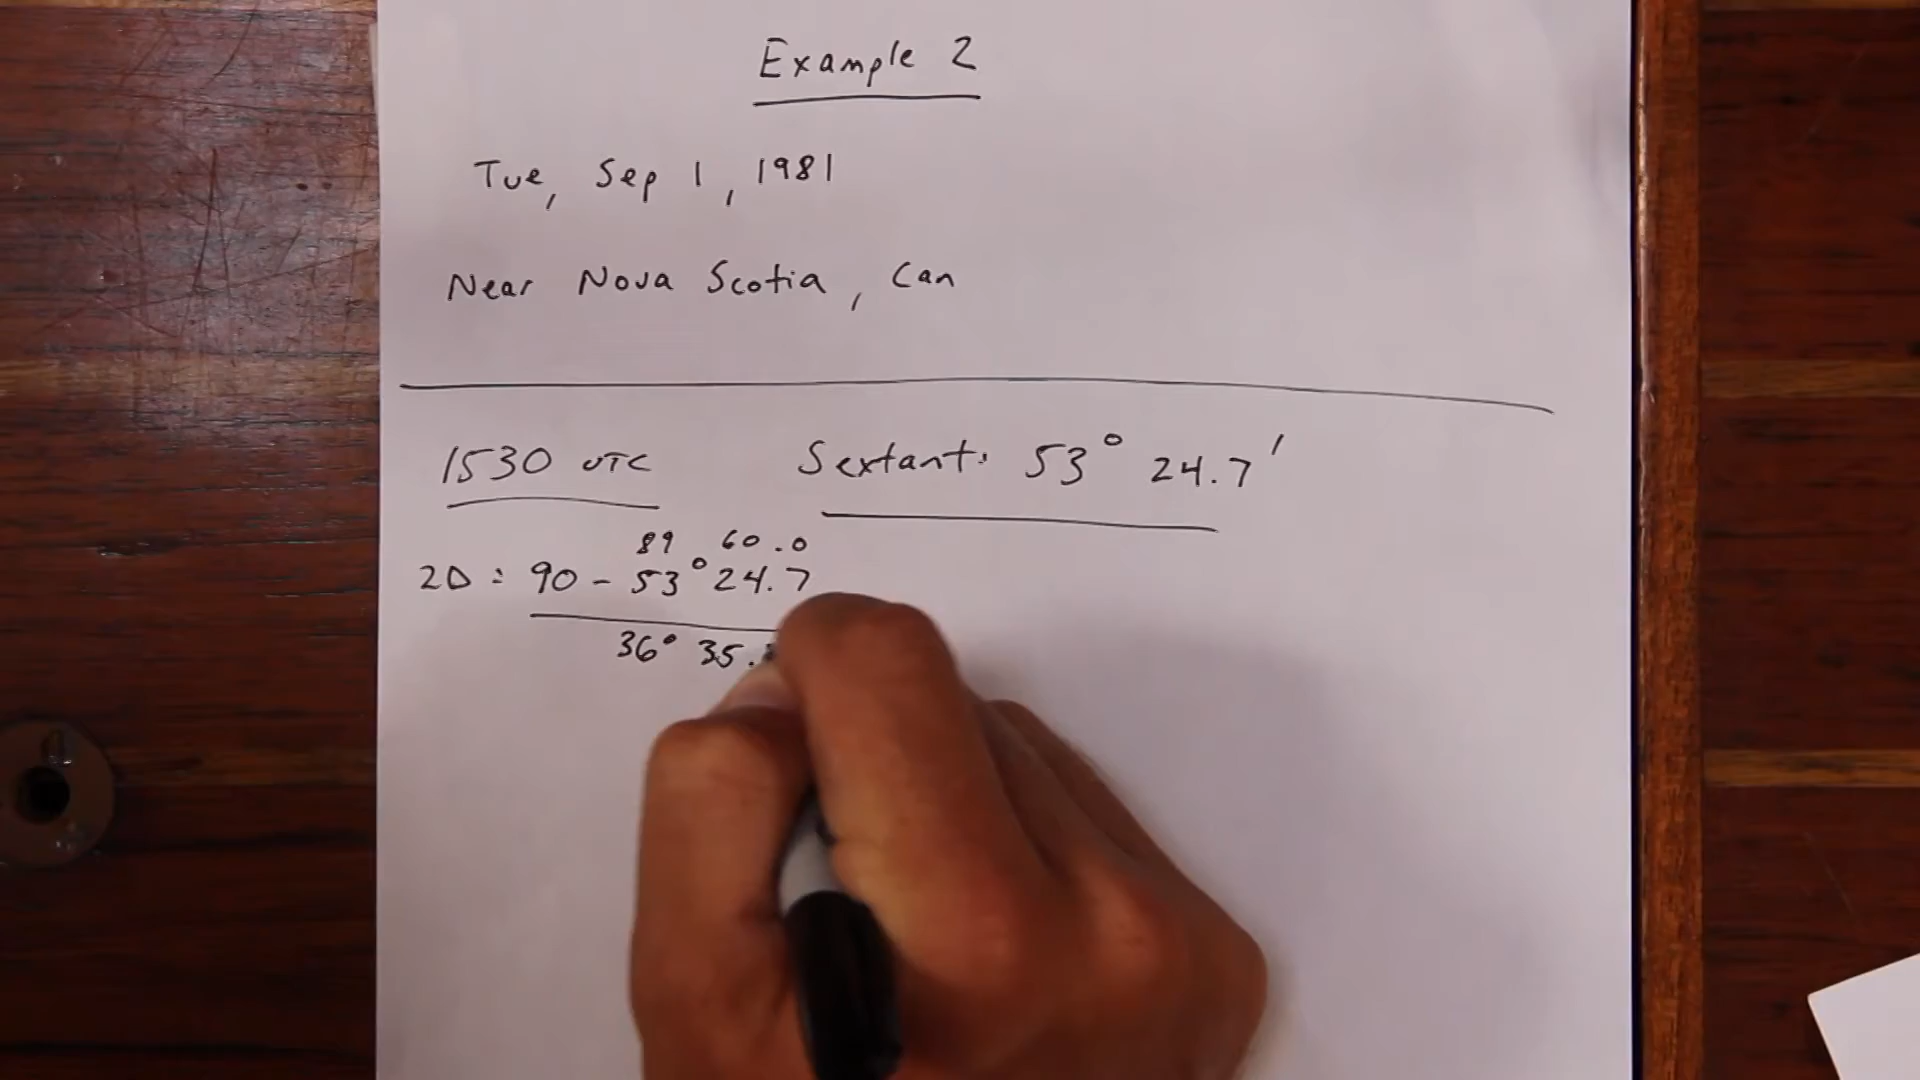 Example 2
Tue, Sep 1, 1981
Near Nova Scotia, Can
1530 UTC Sextant: 53° 24.7'
89 60.0
ZD = 90 - 53° 24.7
36° 35.